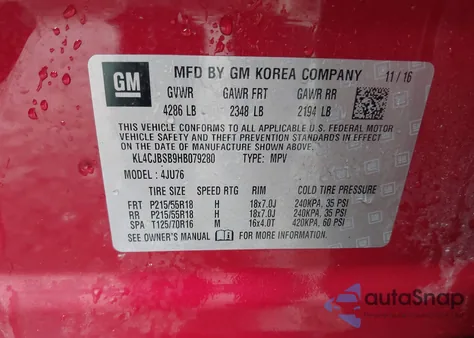 GM MFD BY GM KOREA COMPANY 11/16
GVWR GAWR FRT GAWR RR
4286 LB 2348 LB 2194 LB
THIS VEHICLE CONFORMS TO ALL APPLICABLE U.S. FEDERAL MOTOR
VEHICLE SAFETY AND THEFT PREVENTION STANDARDS IN EFFECT
ON THE DATE OF MANUFACTURE SHOWN ABOVE.
KL4CJBSB9HB079280 TYPE: MPV
MODEL : 4JU76
TIRE SIZE SPEED RTG RIM COLD TIRE PRESSURE
FRT P215/55R18 H 18x7.0J 240KPA, 35 PSI
RR P215/55R18 H 18x7.0J 240KPA, 35 PSI
SPA T125/70R16 M 16x4.0T 420KPA, 60 PSI
SEE OWNER'S MANUAL FOR MORE INFORMATION.
autoSnap